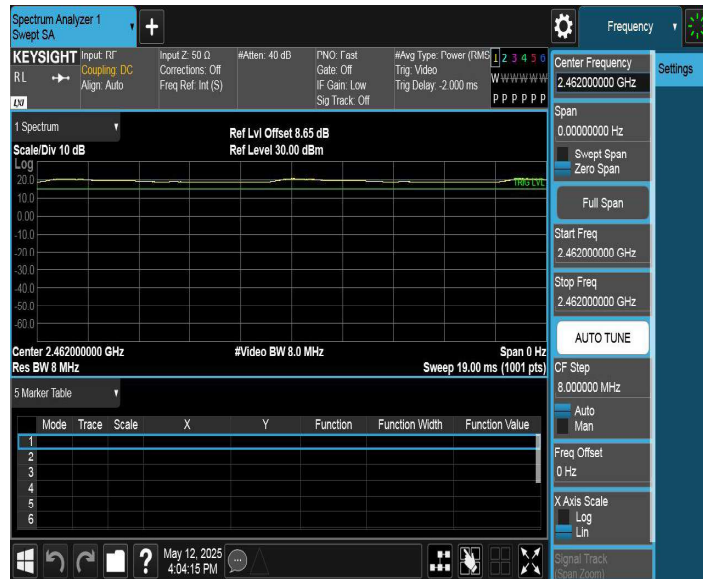 Spectrum Analyzer 1
Swept SA
Frequency
KEYSIGHT
RL
LXI
Input: RF
Coupling: DC
Align: Auto
Input Z: 50 Ω
Corrections: Off
Freq Ref: Int (S)
#Atten: 40 dB
PNO: Fast
Gate: Off
IF Gain: Low
Sig Track: Off
#Avg Type: Power (RMS
Trig: Video
Trig Delay: -2.000 ms
1 2 3 4 5 6
W W W W W W
P P P P P P
1 Spectrum
Scale/Div 10 dB
Ref Lvl Offset 8.65 dB
Ref Level 30.00 dBm
Log
20.0
10.0
0.00
-10.0
-20.0
-30.0
-40.0
-50.0
-60.0
TRIG LVL
Center 2.462000000 GHz
#Video BW 8.0 MHz
Span 0 Hz
Res BW 8 MHz
Sweep 19.00 ms (1001 pts)
5 Marker Table
Mode Trace Scale X Y Function Function Width Function Value
1
2
3
4
5
6
May 12, 2025
4:04:15 PM
?
Center Frequency
2.462000000 GHz
Settings
Span
0.00000000 Hz
Swept Span
Zero Span
Full Span
Start Freq
2.462000000 GHz
Stop Freq
2.462000000 GHz
AUTO TUNE
CF Step
8.000000 MHz
Auto
Man
Freq Offset
0 Hz
X Axis Scale
Log
Lin
Signal Track
(Span Zoom)